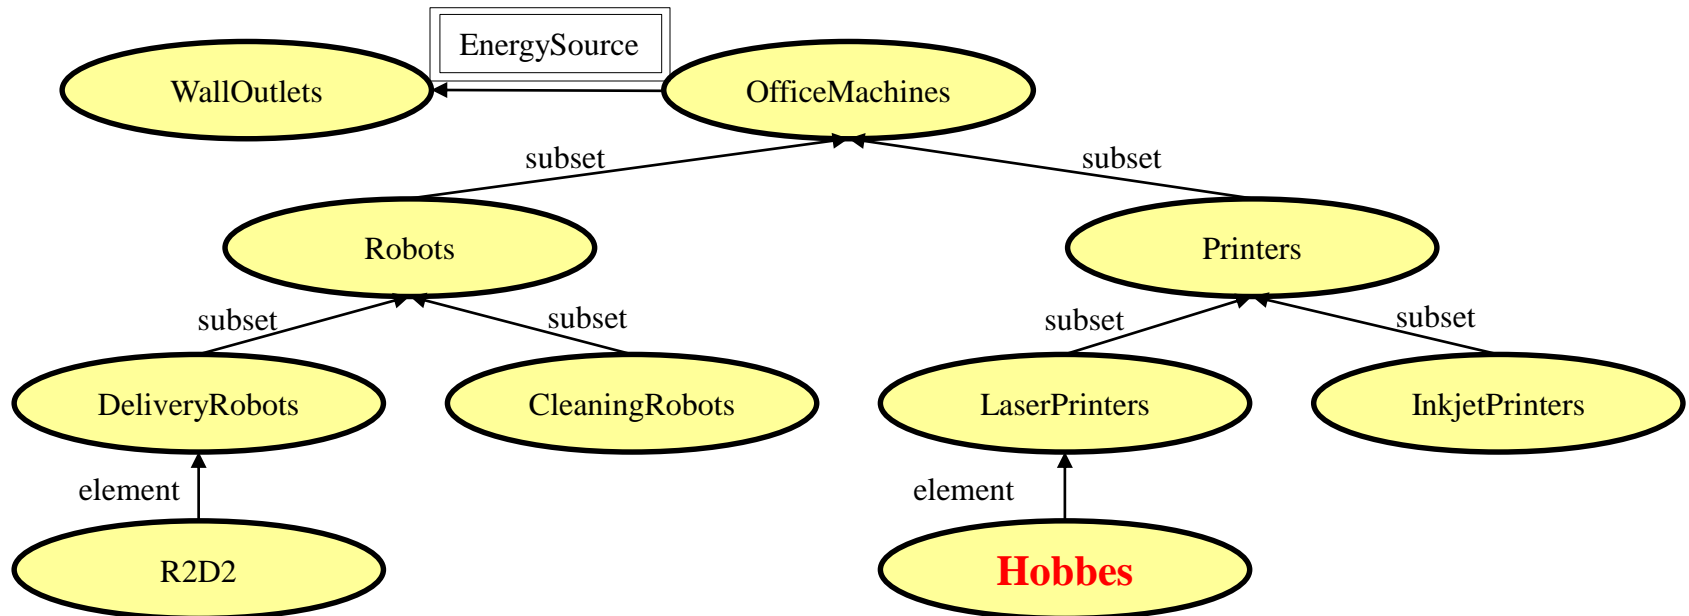 EnergySource
WallOutlets
OfficeMachines
subset
subset
Robots
Printers
subset
subset
subset
subset
DeliveryRobots
CleaningRobots
LaserPrinters
InkjetPrinters
element
element
R2D2
Hobbes